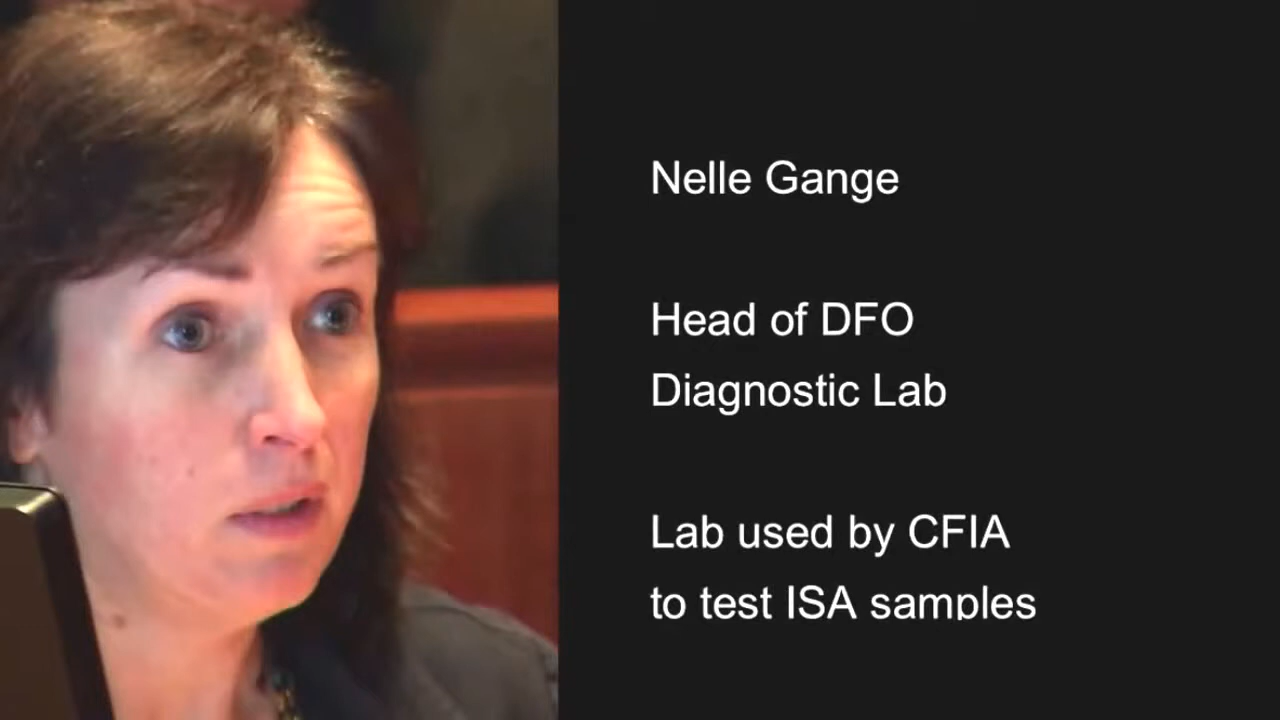 Nelle Gange
Head of DFO
Diagnostic Lab
Lab used by CFIA
to test ISA samples